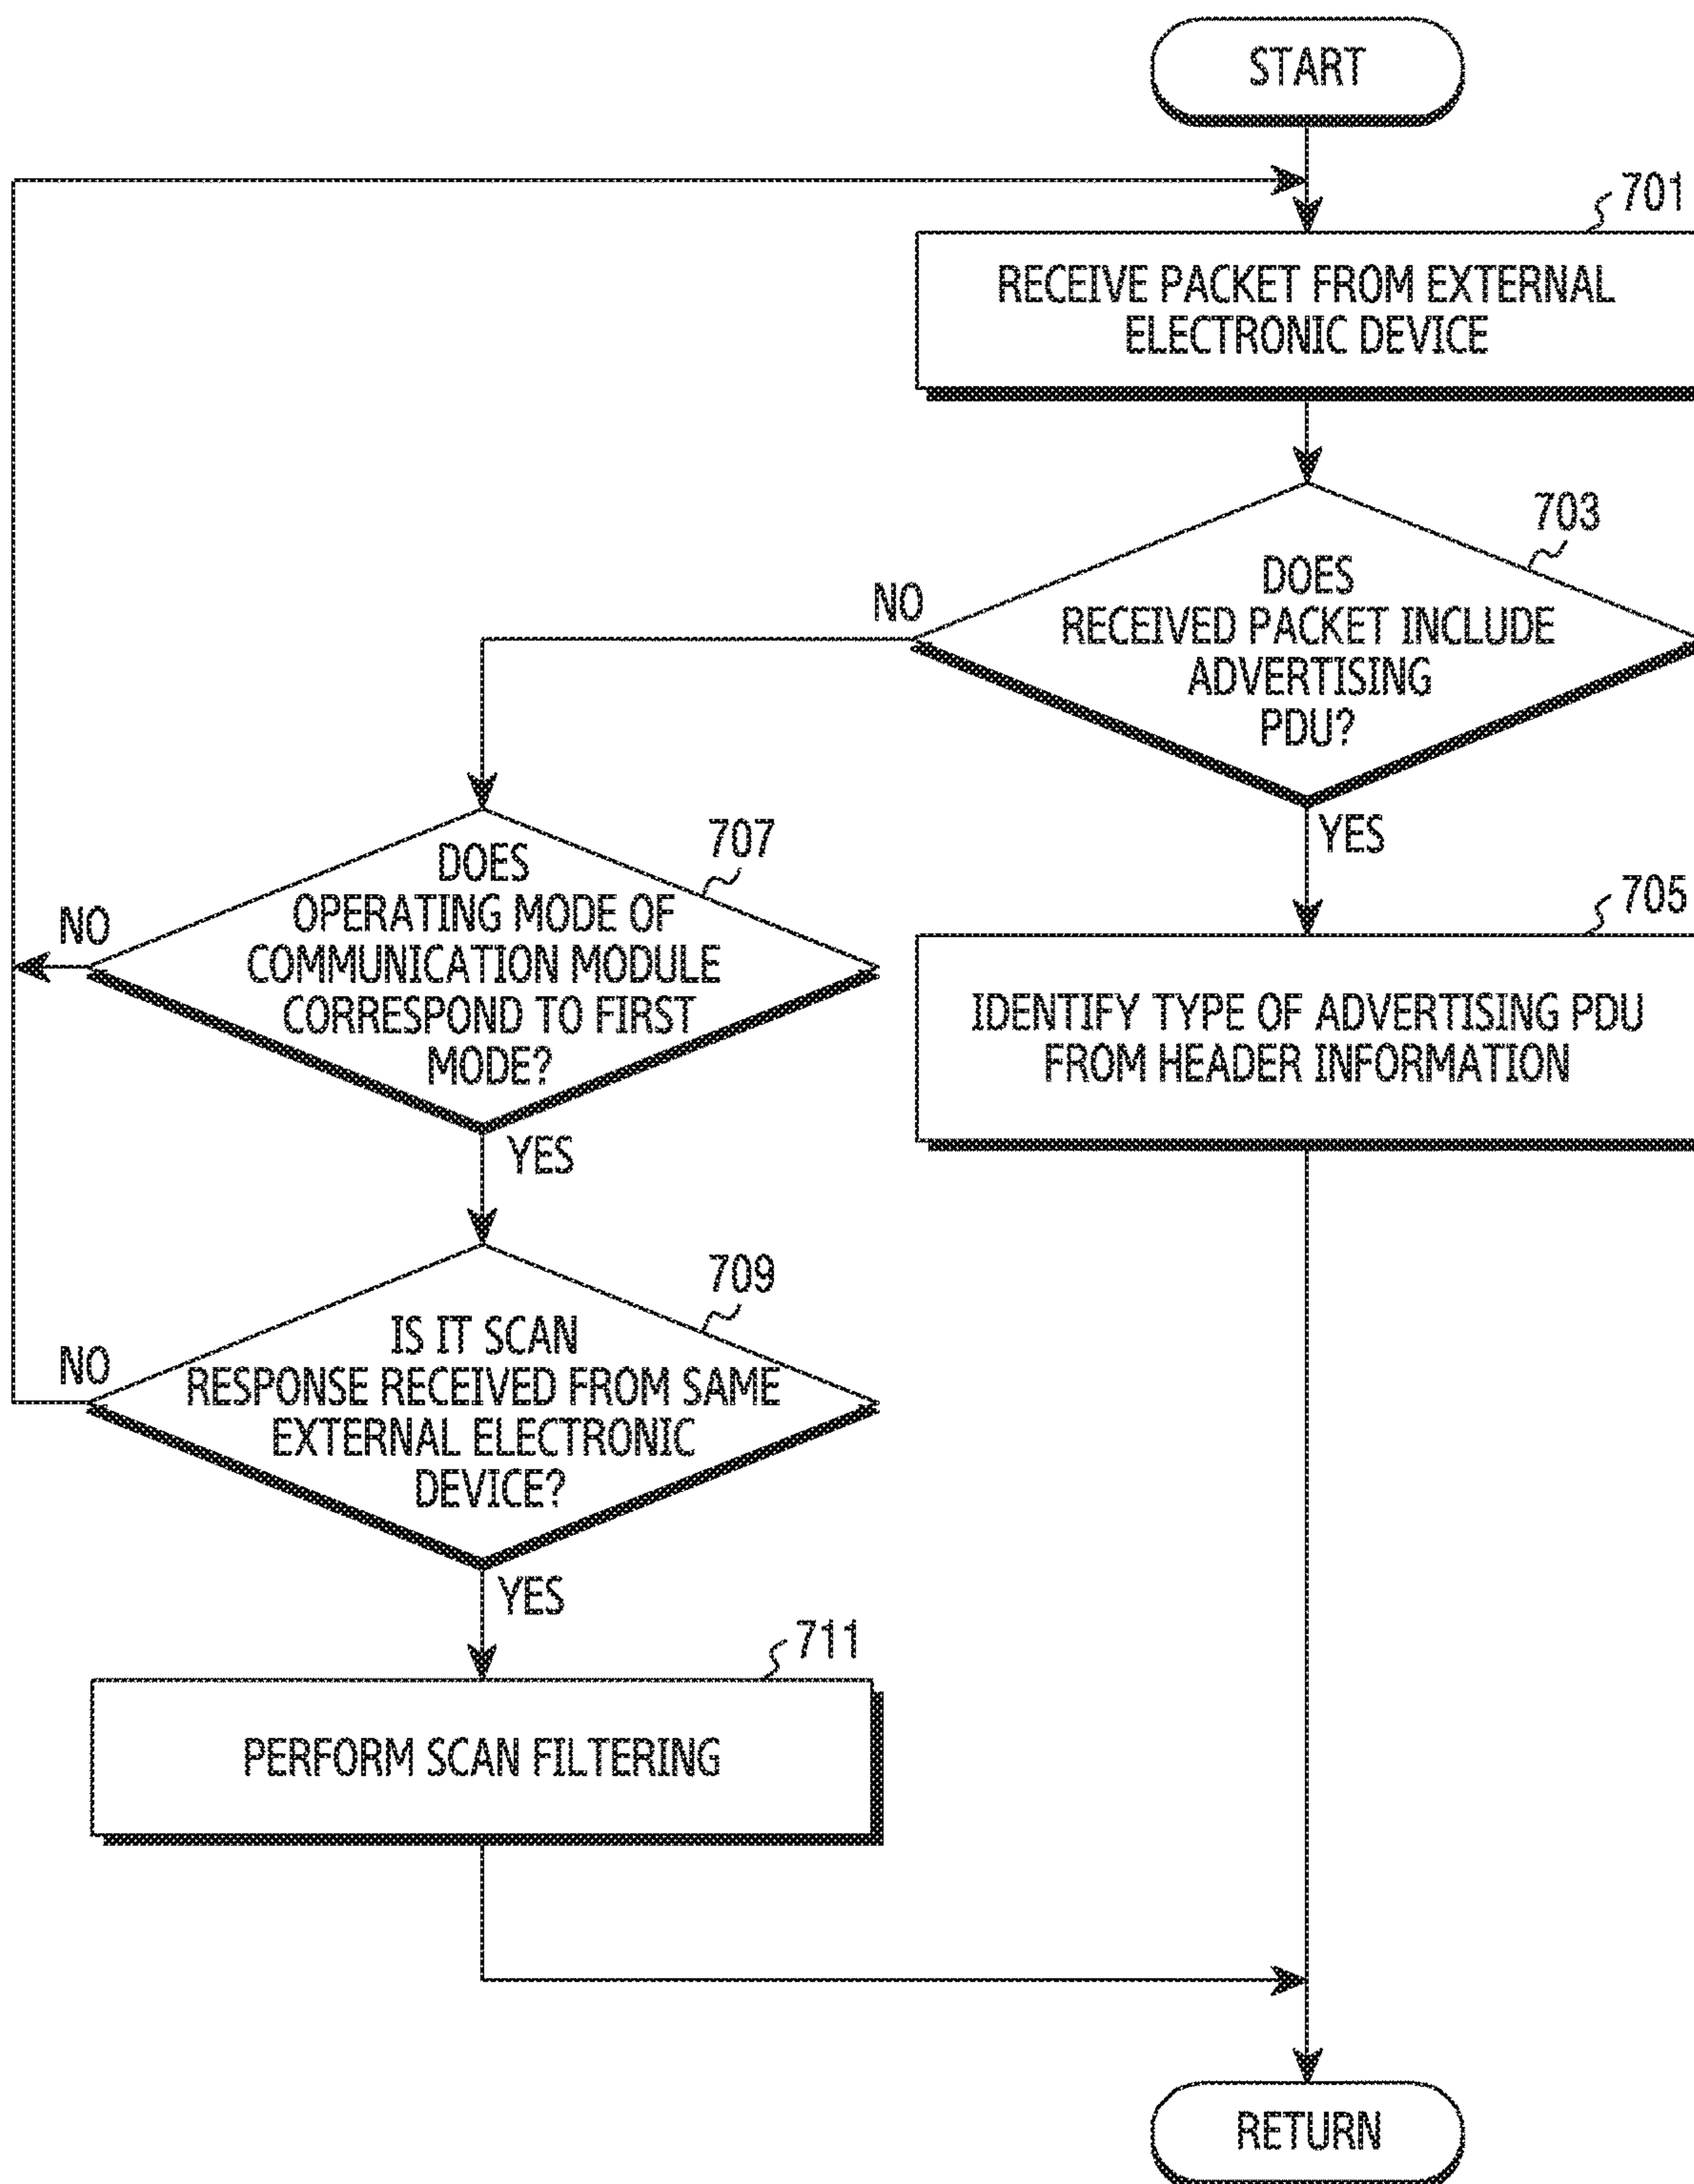 START
701
RECEIVE PACKET FROM EXTERNAL
ELECTRONIC DEVICE
703
DOES
RECEIVED PACKET INCLUDE
ADVERTISING
PDU?
NO
YES
705
IDENTIFY TYPE OF ADVERTISING PDU
FROM HEADER INFORMATION
707
DOES
OPERATING MODE OF
COMMUNICATION MODULE
CORRESPOND TO FIRST
MODE?
NO
YES
709
IS IT SCAN
RESPONSE RECEIVED FROM SAME
EXTERNAL ELECTRONIC
DEVICE?
NO
YES
711
PERFORM SCAN FILTERING
RETURN